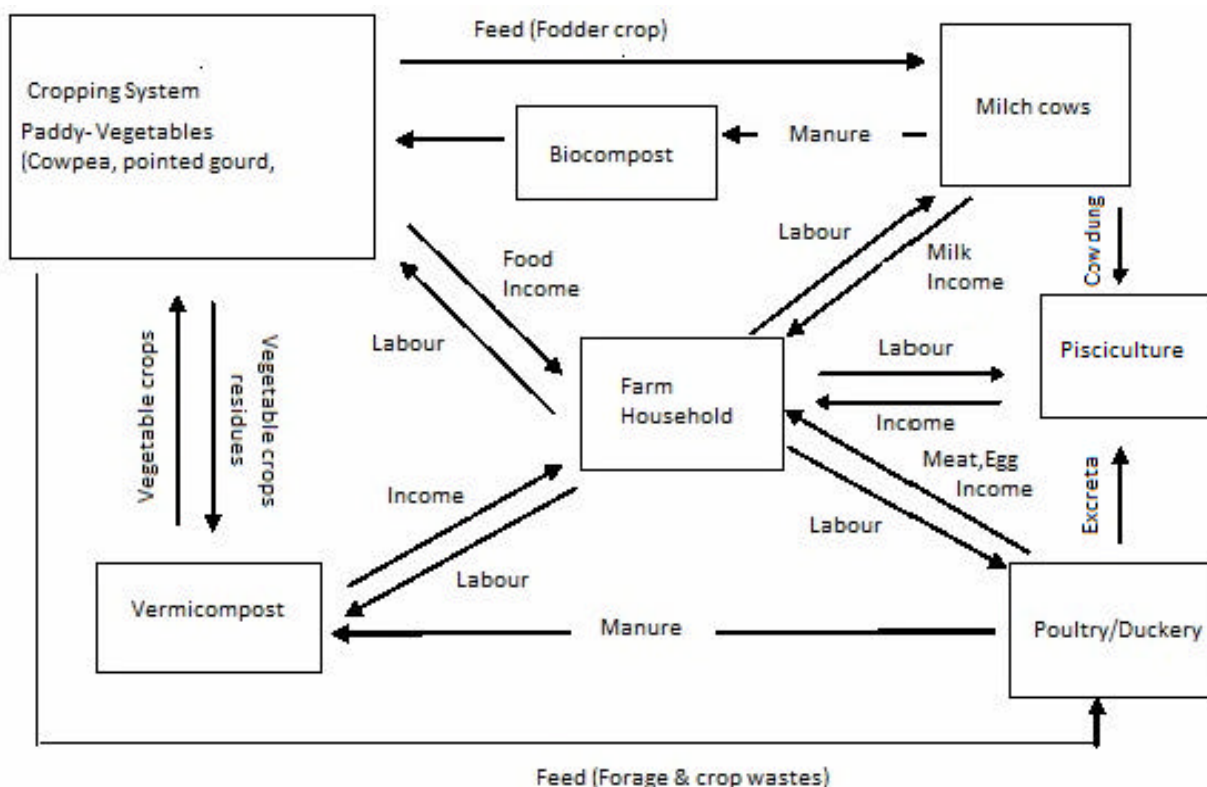 Feed (Fodder crop)
Cropping System
Paddy- Vegetables
(Cowpea, pointed gourd,
Milch cows
Manure
Biocompost
Labour
Milk
Income
Cow dung
Food
Income
Labour
Pisciculture
Labour
Income
Farm
Household
Vegetable crops
Vegetable crops
residues
Meat,Egg
Income
Labour
Excreta
Income
Labour
Vermicompost
Manure
Poultry/Duckery
Feed (Forage & crop wastes)